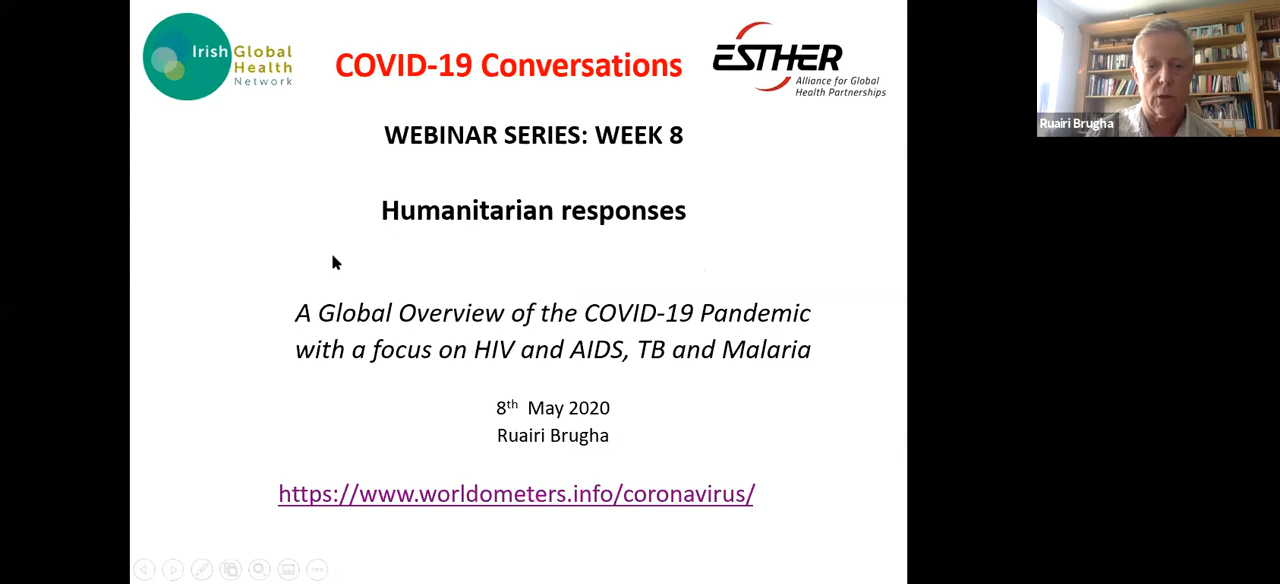 Irish Global
Health
Network
COVID-19 Conversations
ESTHER
Alliance for Global
Health Partnerships
WEBINAR SERIES: WEEK 8
Humanitarian responses
A Global Overview of the COVID-19 Pandemic
with a focus on HIV and AIDS, TB and Malaria
8th May 2020
Ruairi Brugha
https://www.worldometers.info/coronavirus/
Ruairi Brugha